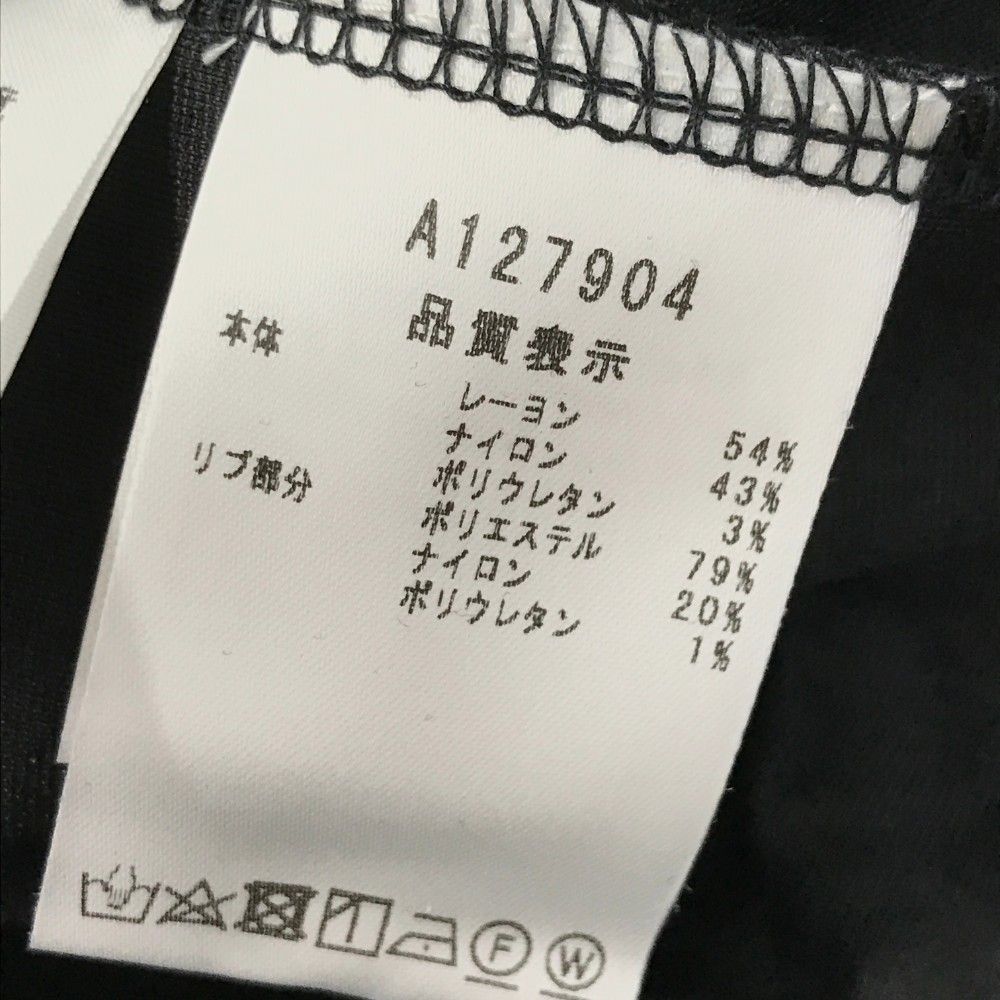 A127904
品質表示
本体 レーヨン 54%
ナイロン 43%
ポリウレタン 3%
リブ部分 ポリエステル 79%
ナイロン 20%
ポリウレタン 1%
F W